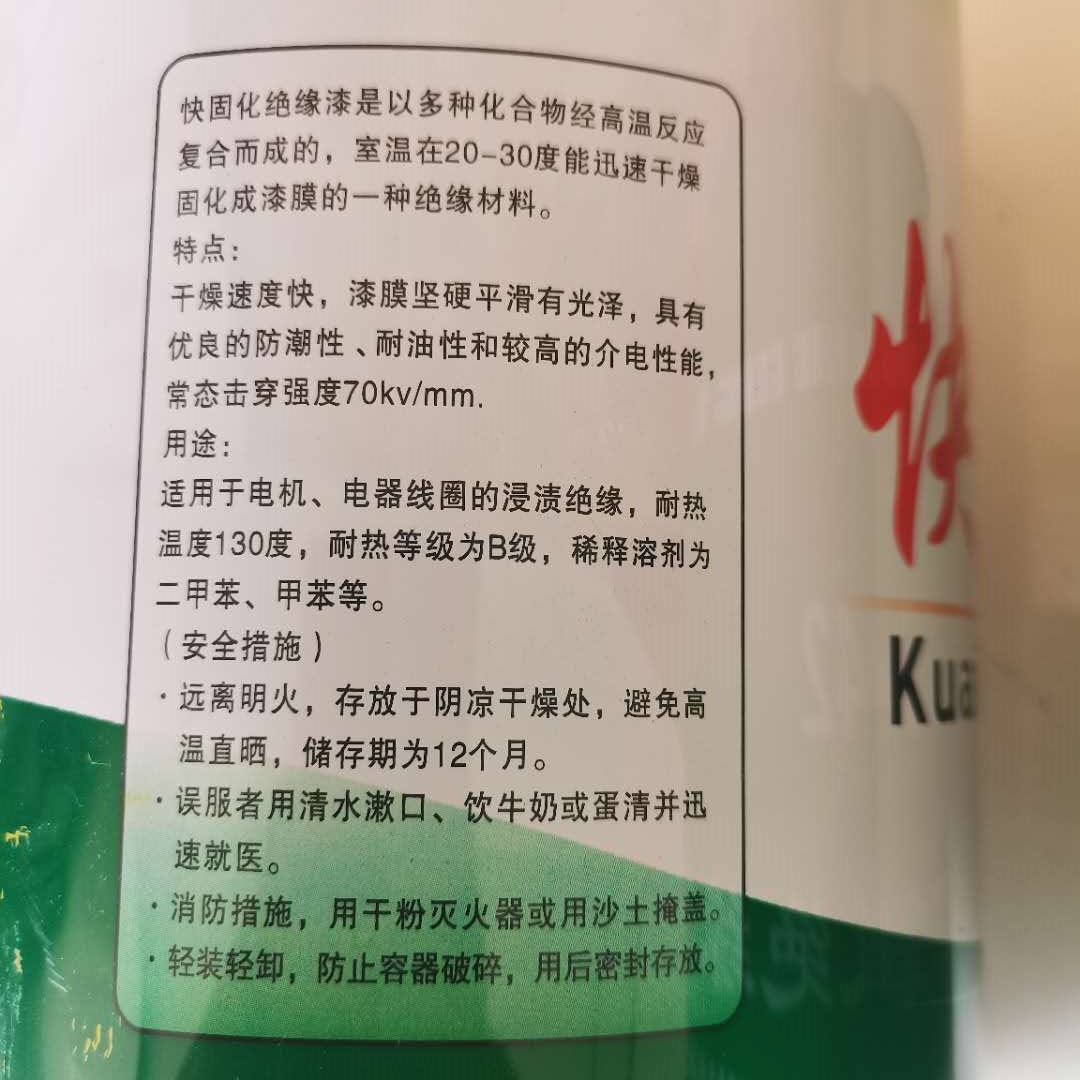 快固化绝缘漆是以多种化合物经高温反应
复合而成的，室温在20-30度能迅速干燥
固化成漆膜的一种绝缘材料。
特点：
干燥速度快，漆膜坚硬平滑有光泽，具有
优良的防潮性、耐油性和较高的介电性能，
常态击穿强度70kv/mm.
用途：
适用于电机、电器线圈的浸渍绝缘，耐热
温度130度，耐热等级为B级，稀释溶剂为
二甲苯、甲苯等。
（安全措施）
·远离明火，存放于阴凉干燥处，避免高
温直晒，储存期为12个月。
·误服者用清水漱口、饮牛奶或蛋清并迅
速就医。
·消防措施，用干粉灭火器或用沙土掩盖。
·轻装轻卸，防止容器破碎，用后密封存放。
快
Kua